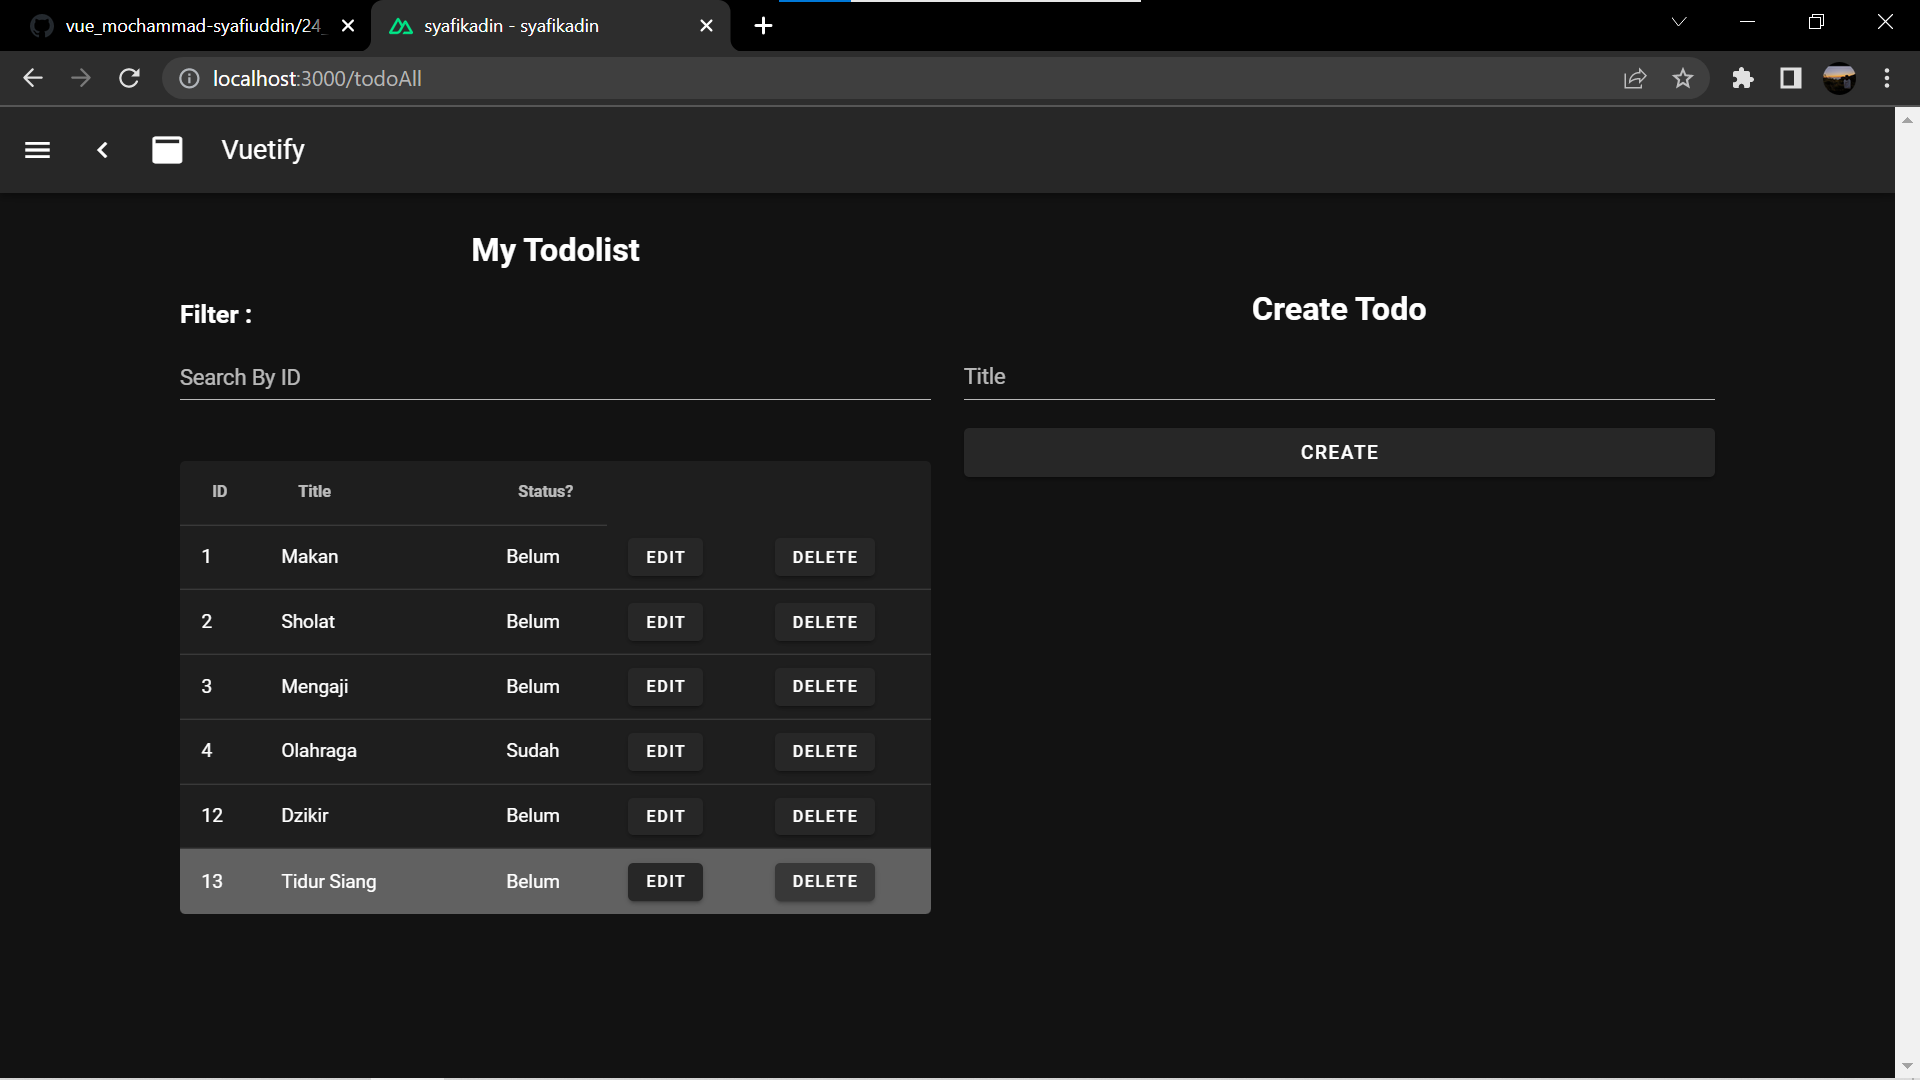 vue_mochammad-syafiuddin/24_
syafikadin - syafikadin
localhost:3000/todoAll
Vuetify
My Todolist
Filter :
Search By ID
ID Title Status?
1 Makan Belum EDIT DELETE
2 Sholat Belum EDIT DELETE
3 Mengaji Belum EDIT DELETE
4 Olahraga Sudah EDIT DELETE
12 Dzikir Belum EDIT DELETE
13 Tidur Siang Belum EDIT DELETE
Create Todo
Title
CREATE